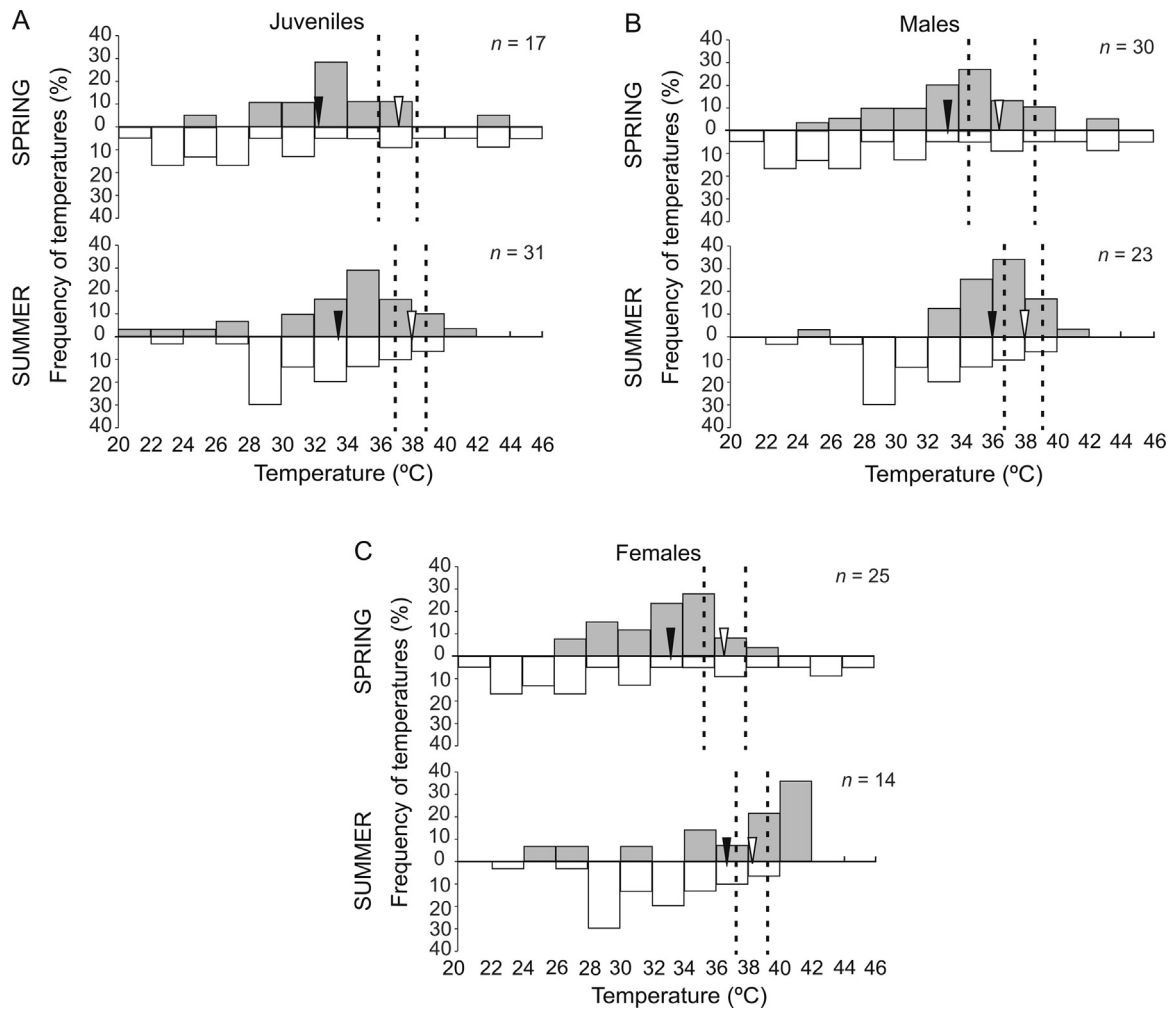 A
Juveniles
n = 17
SPRING
Frequency of temperatures (%)
40
30
20
10
0
10
20
30
40
n = 31
SUMMER
40
30
20
10
0
10
20
30
40
20 22 24 26 28 30 32 34 36 38 40 42 44 46
Temperature (ºC)
B
Males
n = 30
SPRING
Frequency of temperatures (%)
40
30
20
10
0
10
20
30
40
n = 23
SUMMER
40
30
20
10
0
10
20
30
40
20 22 24 26 28 30 32 34 36 38 40 42 44 46
Temperature (ºC)
C
Females
n = 25
SPRING
Frequency of temperatures (%)
40
30
20
10
0
10
20
30
40
n = 14
SUMMER
40
30
20
10
0
10
20
30
40
20 22 24 26 28 30 32 34 36 38 40 42 44 46
Temperature (ºC)